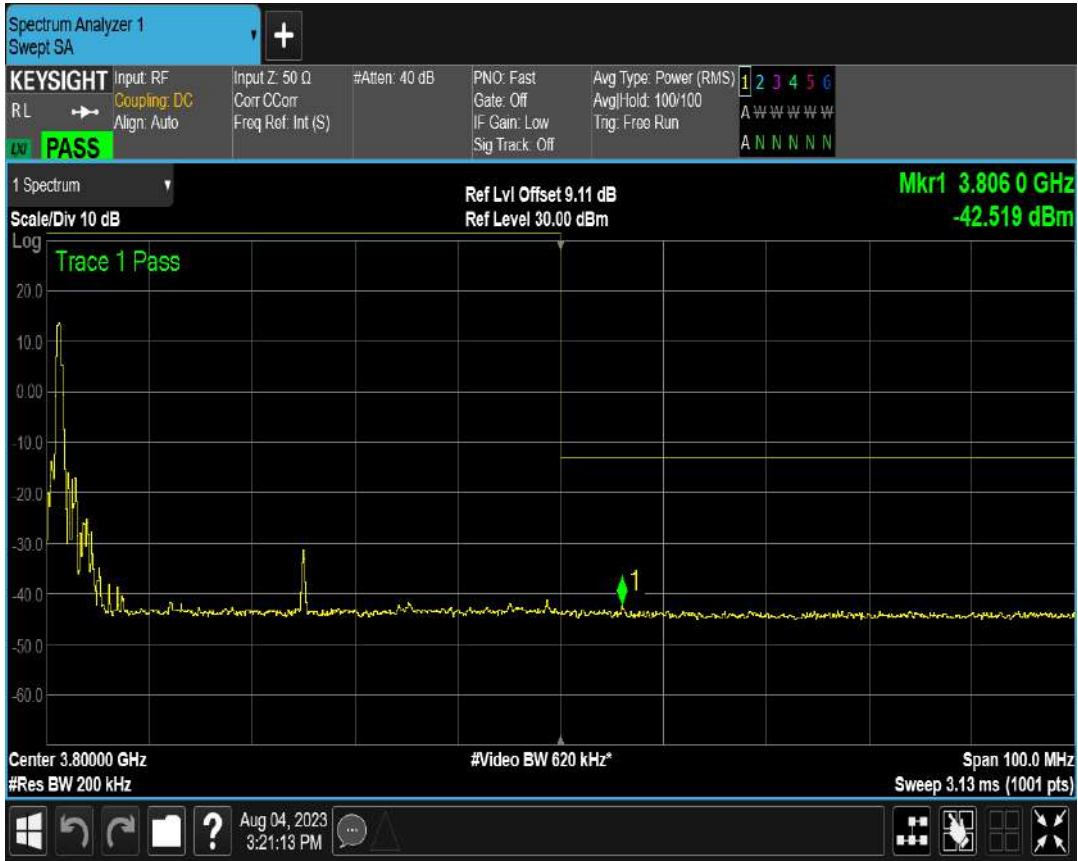 Spectrum Analyzer 1
Swept SA
+
KEYSIGHT
RL
LXI
PASS
Input: RF
Coupling: DC
Align: Auto
Input Z: 50 Ω
Corr CCorr
Freq Ref: Int (S)
#Atten: 40 dB
PNO: Fast
Gate: Off
IF Gain: Low
Sig Track: Off
Avg Type: Power (RMS)
Avg|Hold: 100/100
Trig: Free Run
1 2 3 4 5 6
A W W W W W
A N N N N N
1 Spectrum
Scale/Div 10 dB
Ref Lvl Offset 9.11 dB
Ref Level 30.00 dBm
Mkr1 3.806 0 GHz
-42.519 dBm
Log
Trace 1 Pass
20.0
10.0
0.00
-10.0
-20.0
-30.0
-40.0
-50.0
-60.0
1
Center 3.80000 GHz
#Res BW 200 kHz
#Video BW 620 kHz*
Span 100.0 MHz
Sweep 3.13 ms (1001 pts)
?
Aug 04, 2023
3:21:13 PM